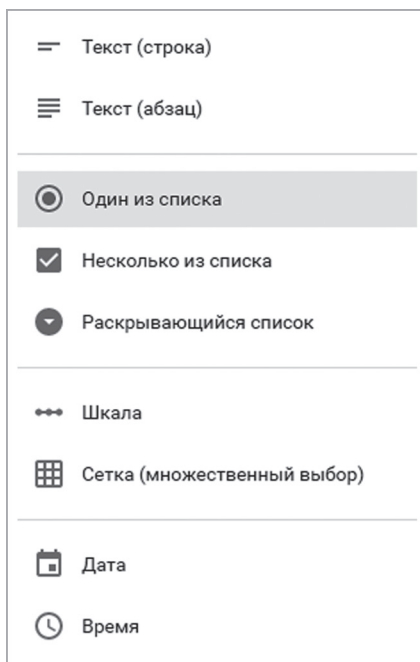 Текст (строка)
Текст (абзац)
Один из списка
Несколько из списка
Раскрывающийся список
Шкала
Сетка (множественный выбор)
Дата
Время